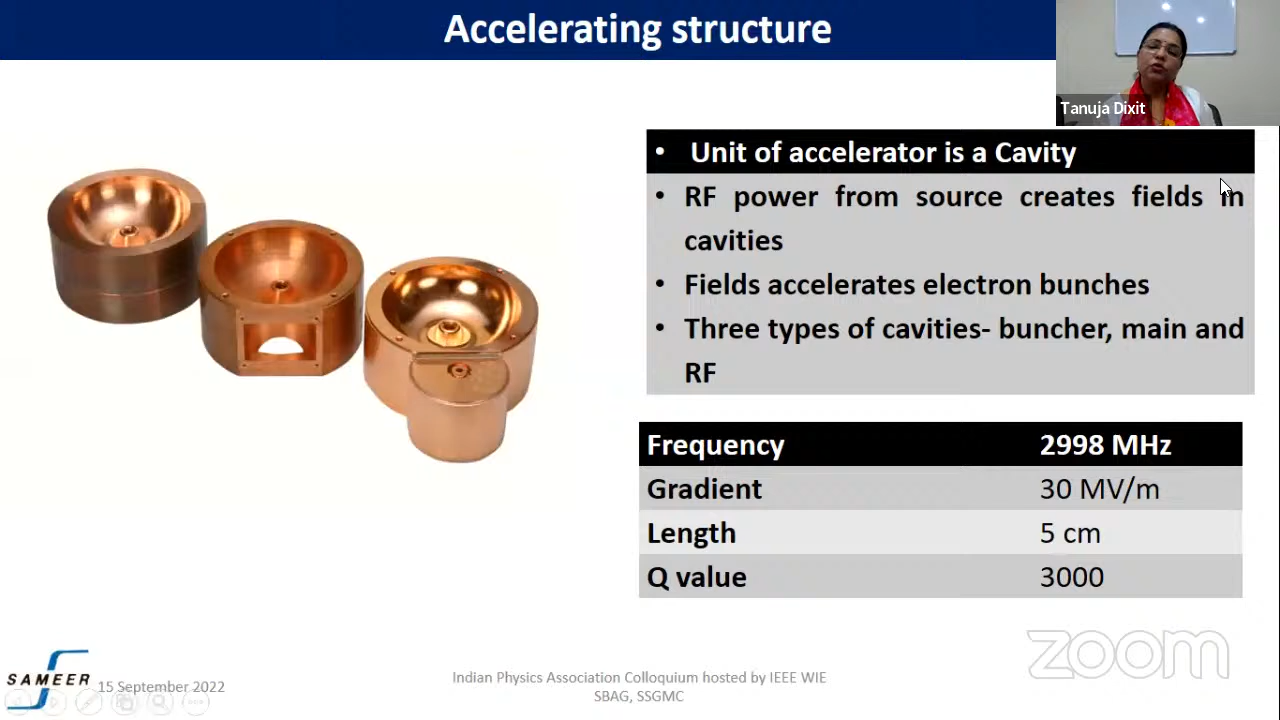 Accelerating structure
Tanuja Dixit
• Unit of accelerator is a Cavity
• RF power from source creates fields in
cavities
• Fields accelerates electron bunches
• Three types of cavities- buncher, main and
RF
Frequency 2998 MHz
Gradient 30 MV/m
Length 5 cm
Q value 3000
zoom
SAMEER
15 September 2022
Indian Physics Association Colloquium hosted by IEEE WIE
SBAG, SSGMC